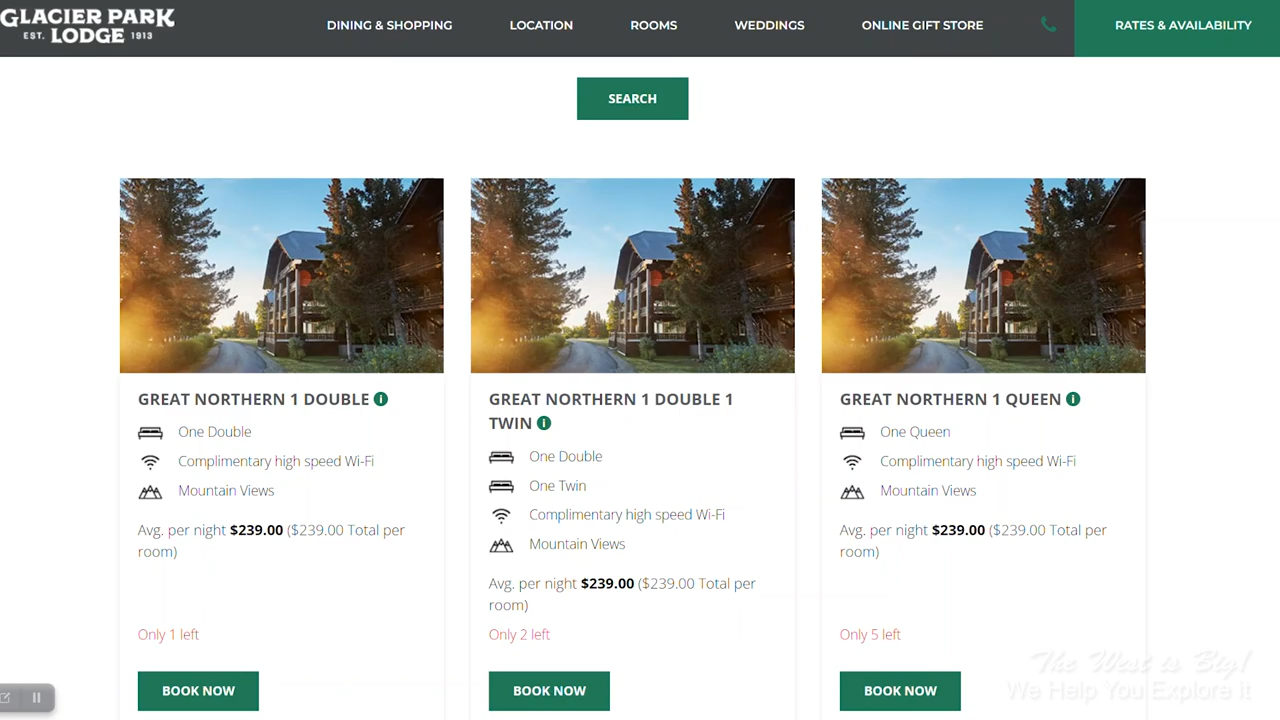 GLACIER PARK
LODGE
EST. 1913
DINING & SHOPPING
LOCATION
ROOMS
WEDDINGS
ONLINE GIFT STORE
RATES & AVAILABILITY
SEARCH
GREAT NORTHERN 1 DOUBLE
One Double
Complimentary high speed Wi-Fi
Mountain Views
Avg. per night $239.00 ($239.00 Total per
room)
Only 1 left
BOOK NOW
GREAT NORTHERN 1 DOUBLE 1
TWIN
One Double
One Twin
Complimentary high speed Wi-Fi
Mountain Views
Avg. per night $239.00 ($239.00 Total per
room)
Only 2 left
BOOK NOW
GREAT NORTHERN 1 QUEEN
One Queen
Complimentary high speed Wi-Fi
Mountain Views
Avg. per night $239.00 ($239.00 Total per
room)
Only 5 left
BOOK NOW
The West is Big!
We Help You Explore it